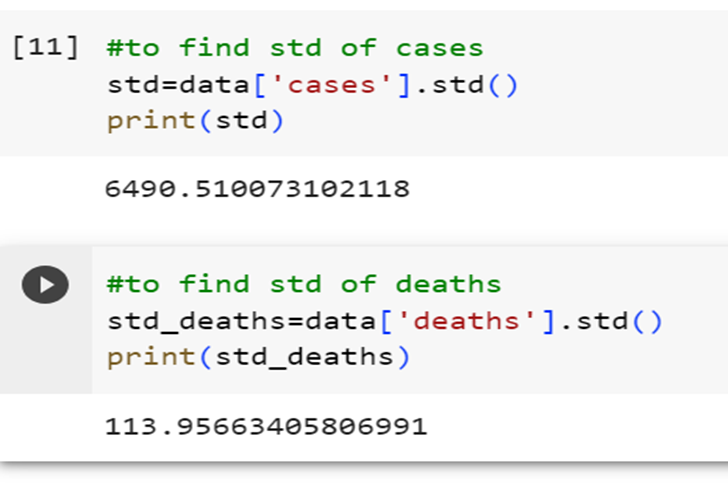 [11] #to find std of cases
std=data['cases'].std()
print(std)
6490.510073102118
#to find std of deaths
std_deaths=data['deaths'].std()
print(std_deaths)
113.95663405806991